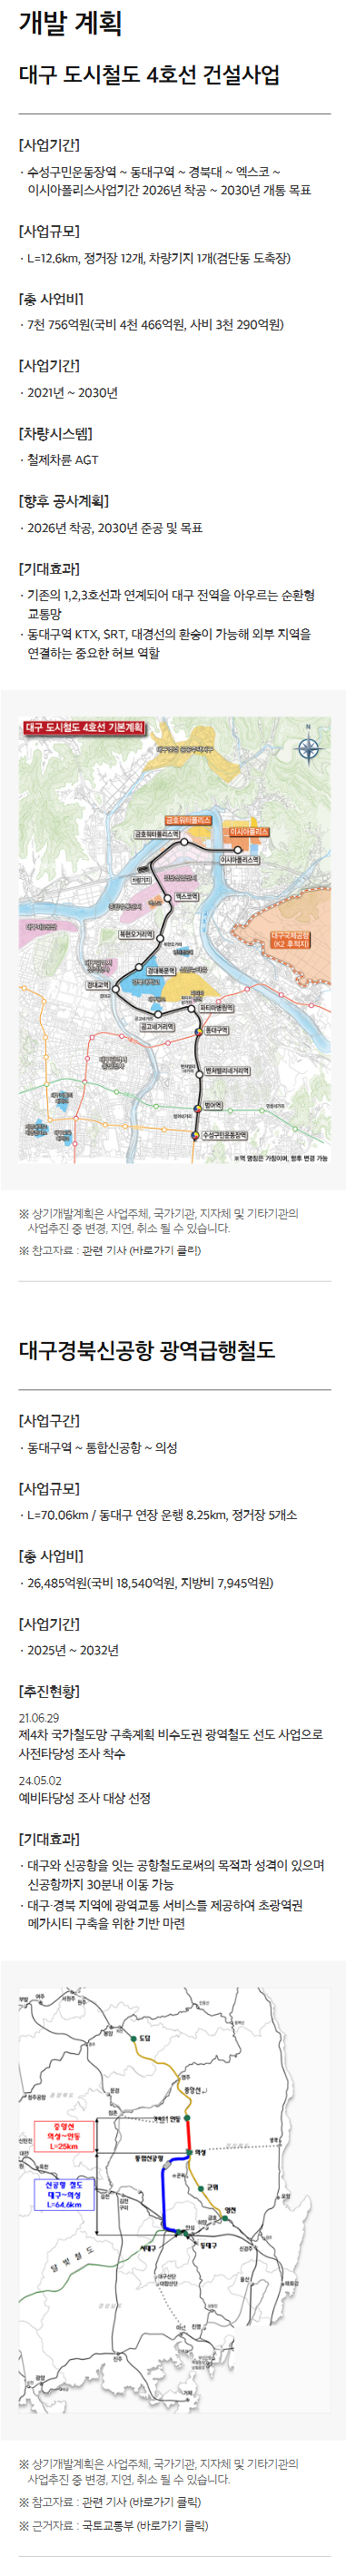 개발 계획
대구 도시철도 4호선 건설사업
[사업기간]
· 수성구민운동장역 ~ 동대구역 ~ 경북대 ~ 엑스코 ~
이시아폴리스사업기간 2026년 착공 ~ 2030년 개통 목표
[사업규모]
· L=12.6km, 정거장 12개, 차량기지 1개(검단동 도축장)
[총 사업비]
· 7천 756억원(국비 4천 466억원, 사비 3천 290억원)
[사업기간]
· 2021년 ~ 2030년
[차량시스템]
· 철제차륜 AGT
[향후 공사계획]
· 2026년 착공, 2030년 준공 및 목표
[기대효과]
· 기존의 1,2,3호선과 연계되어 대구 전역을 아우르는 순환형
교통망
· 동대구역 KTX, SRT, 대경선의 환승이 가능해 외부 지역을
연결하는 중요한 허브 역할
대구 도시철도 4호선 기본계획
N
금호워터폴리스
이시아폴리스
금호워터폴리스역
이시아폴리스역
차량기지
엑스코역
복현오거리역
대구국제공항
(K2 후적지)
경대북문역
경대교역
파티마병원역
공고네거리역
동대구역
벤처밸리네거리역
범어역
수성구민운동장역
※역 명칭은 가칭이며, 향후 변경 가능
※ 상기개발계획은 사업주체, 국가기관, 지자체 및 기타기관의
사업추진 중 변경, 지연, 취소 될 수 있습니다.
※ 참고자료 : 관련 기사 (바로가기 클릭)
대구경북신공항 광역급행철도
[사업구간]
· 동대구역 ~ 통합신공항 ~ 의성
[사업규모]
· L=70.06km / 동대구 연장 운행 8.25km, 정거장 5개소
[총 사업비]
· 26,485억원(국비 18,540억원, 지방비 7,945억원)
[사업기간]
· 2025년 ~ 2032년
[추진현황]
21.06.29
제4차 국가철도망 구축계획 비수도권 광역철도 선도 사업으로
사전타당성 조사 착수
24.05.02
예비타당성 조사 대상 선정
[기대효과]
· 대구와 신공항을 잇는 공항철도로써의 목적과 성격이 있으며
신공항까지 30분내 이동 가능
· 대구·경북 지역에 광역교통 서비스를 제공하여 초광역권
메가시티 구축을 위한 기반 마련
도담
영주
중앙선
안동
중앙선
의성~안동
L=25km
의성
통합신공항
신공항 철도
대구~의성
L=64.6km
군위
영천
서대구
동대구
달빛철도
※ 상기개발계획은 사업주체, 국가기관, 지자체 및 기타기관의
사업추진 중 변경, 지연, 취소 될 수 있습니다.
※ 참고자료 : 관련 기사 (바로가기 클릭)
※ 근거자료 : 국토교통부 (바로가기 클릭)